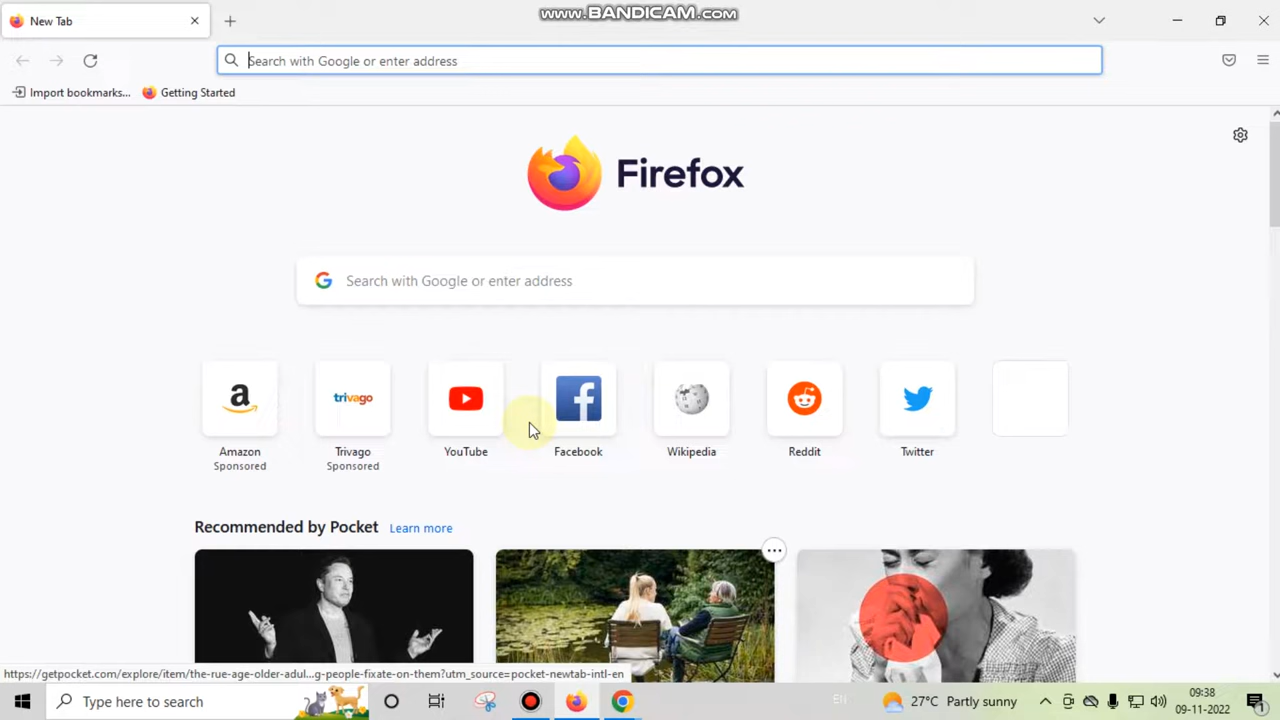 New Tab
www.BANDICAM.com
Search with Google or enter address
Import bookmarks...
Getting Started
Firefox
Search with Google or enter address
a
trivago
f
Amazon
Sponsored
Trivago
Sponsored
YouTube
Facebook
Wikipedia
Reddit
Twitter
Recommended by Pocket
Learn more
https://getpocket.com/explore/item/the-rue-age-older-adul...g-people-fixate-on-them?utm_source=pocket-newtab-intl-en
Type here to search
27°C Partly sunny
09:38
09-11-2022
1